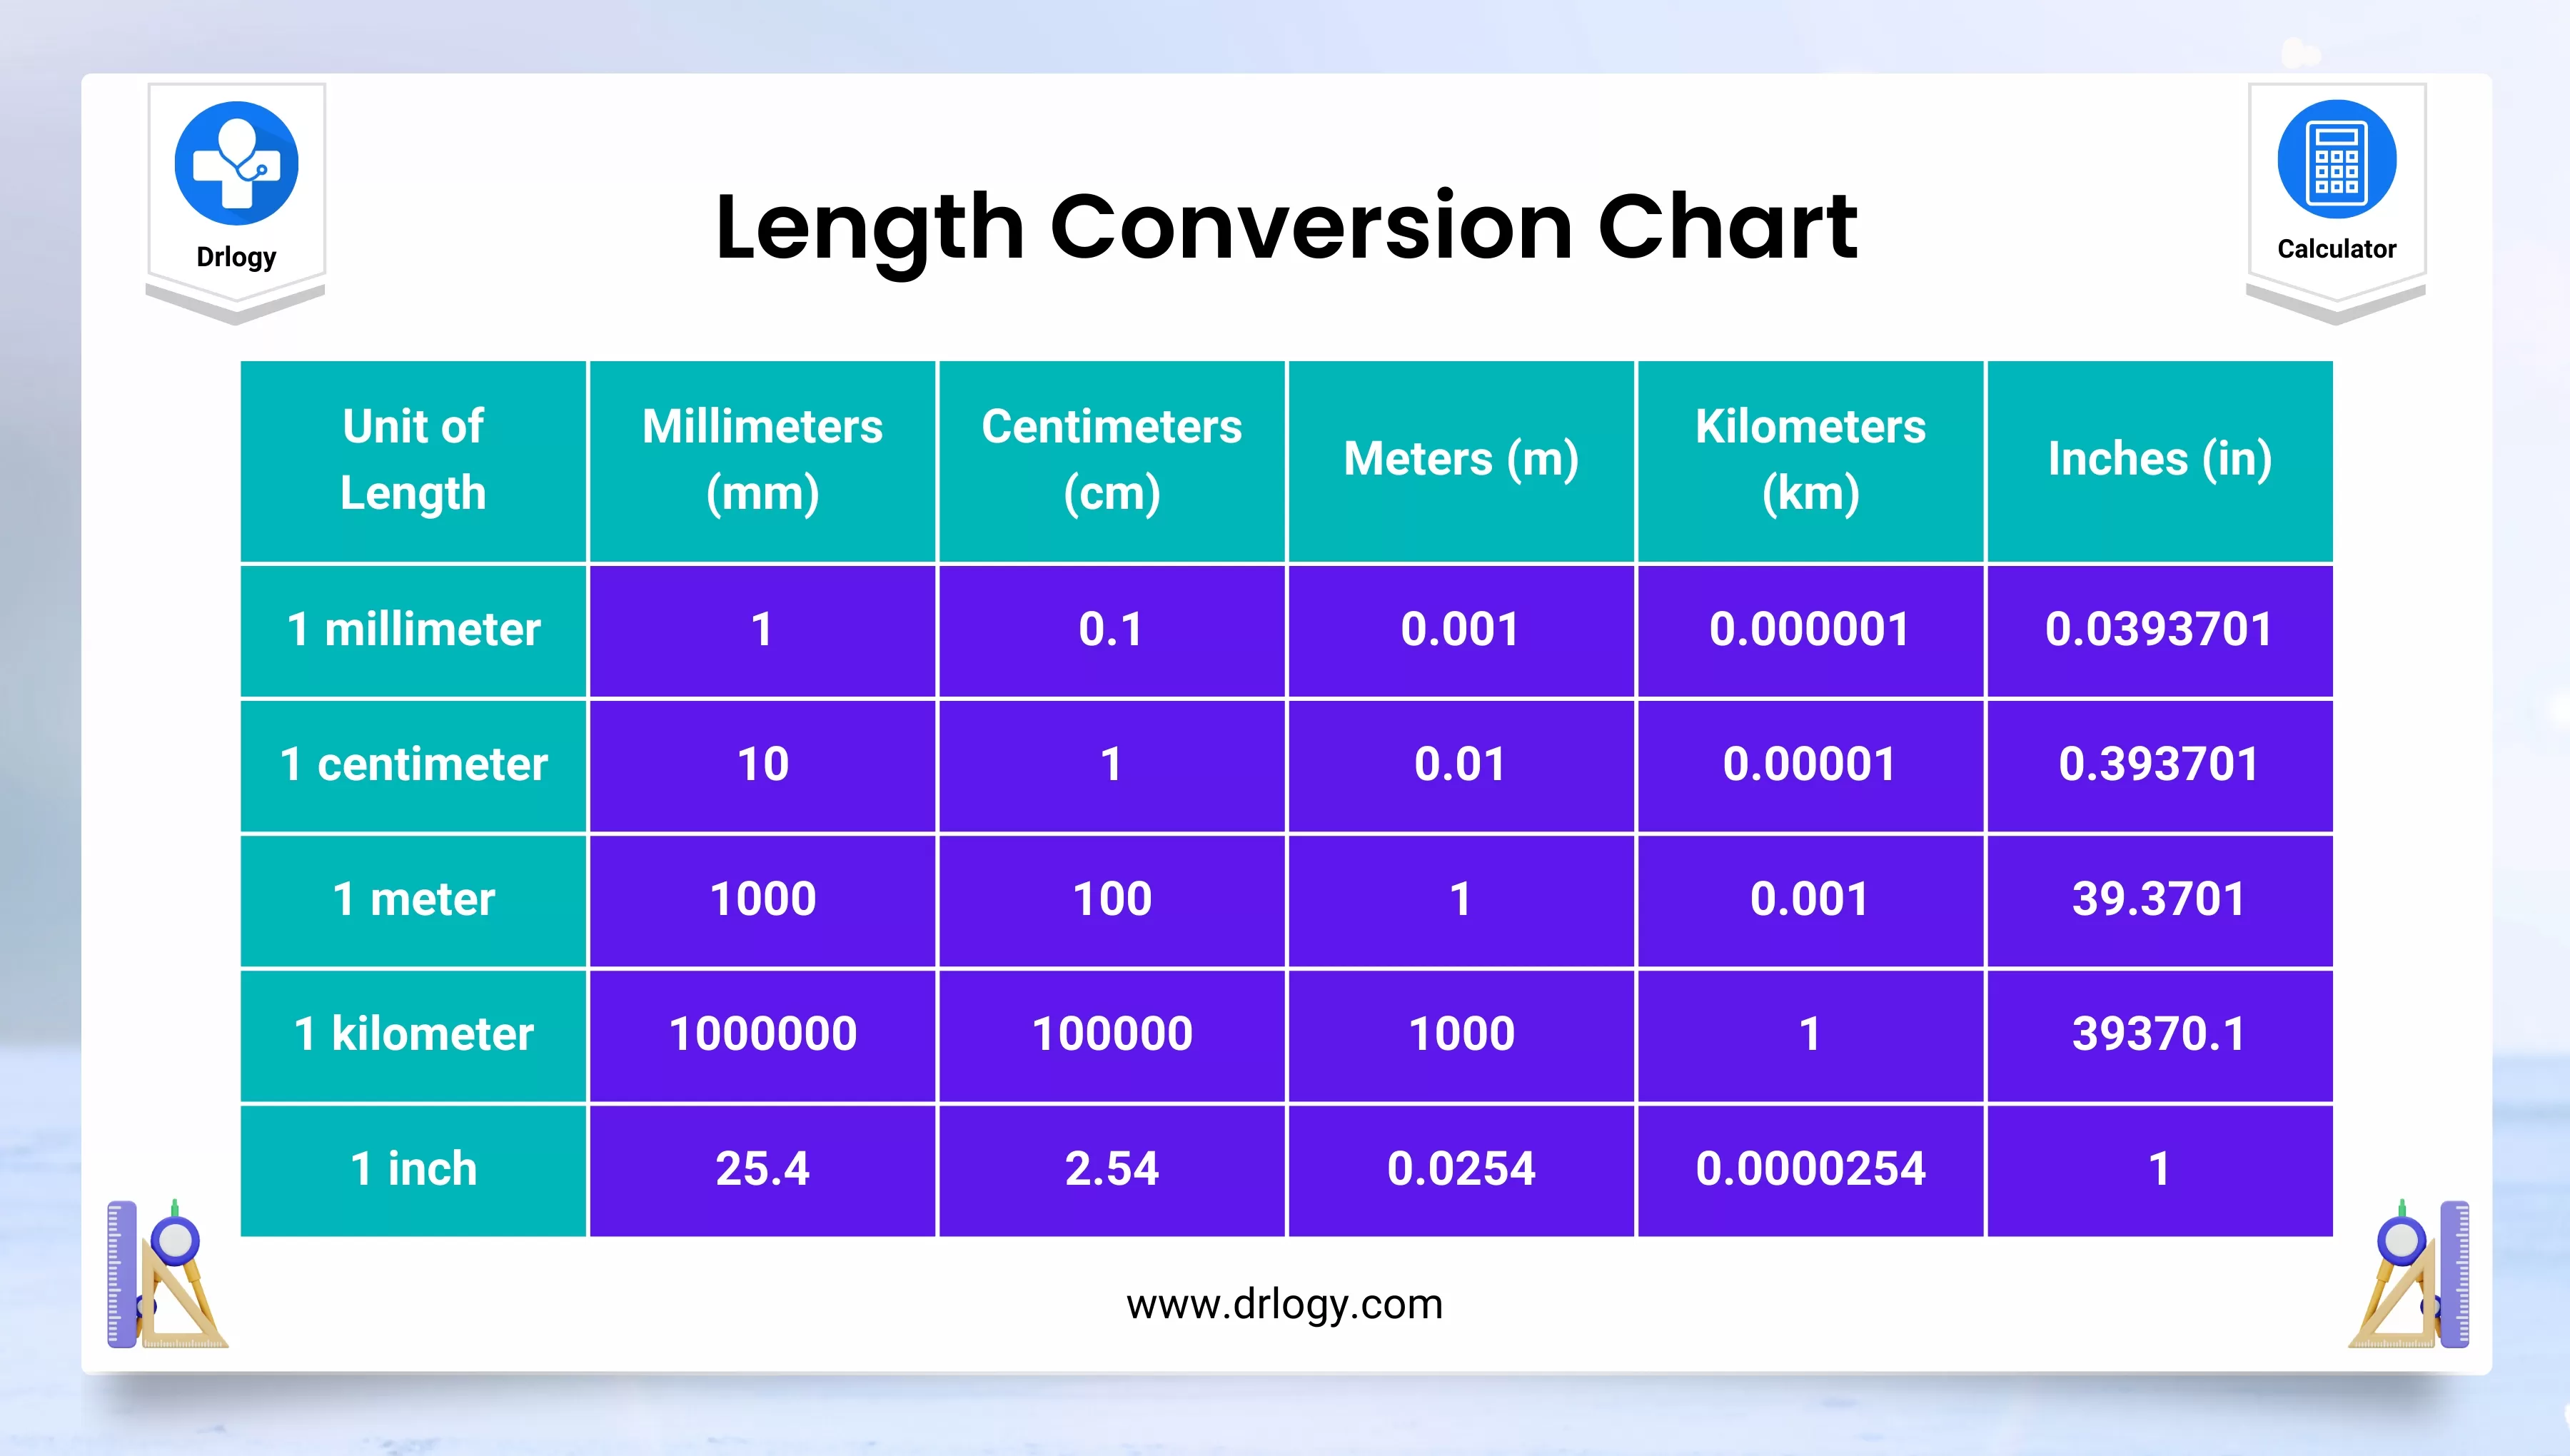 Drlogy
Length Conversion Chart
Calculator
Unit of Length Millimeters (mm) Centimeters (cm) Meters (m) Kilometers (km) Inches (in)
1 millimeter 1 0.1 0.001 0.000001 0.0393701
1 centimeter 10 1 0.01 0.00001 0.393701
1 meter 1000 100 1 0.001 39.3701
1 kilometer 1000000 100000 1000 1 39370.1
1 inch 25.4 2.54 0.0254 0.0000254 1
www.drlogy.com